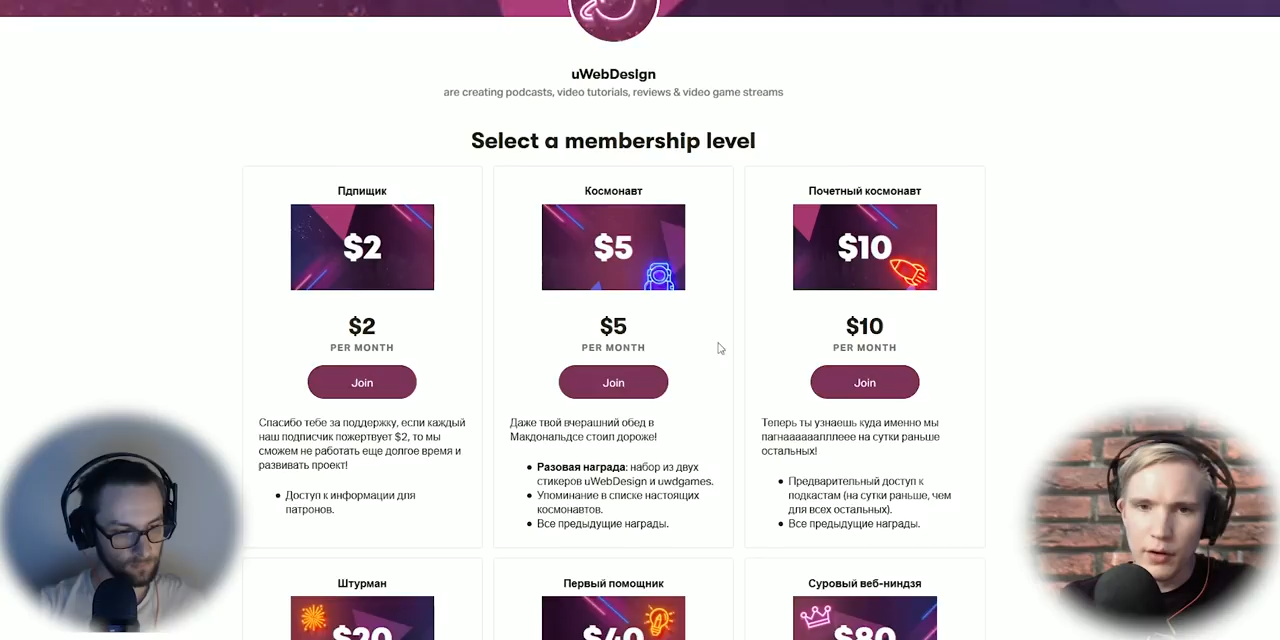 uWebDesign
are creating podcasts, video tutorials, reviews & video game streams
Select a membership level
Пдпищик
$2
$2
PER MONTH
Join
Спасибо тебе за поддержку, если каждый
наш подписчик пожертвует $2, то мы
сможем не работать еще долгое время и
развивать проект!
Доступ к информации для
патронов.
Космонавт
$5
$5
PER MONTH
Join
Даже твой вчерашний обед в
Макдональдсе стоил дороже!
Разовая награда: набор из двух
стикеров uWebDesign и uwdgames.
Упоминание в списке настоящих
космонавтов.
Все предыдущие награды.
Почетный космонавт
$10
$10
PER MONTH
Join
Теперь ты узнаешь куда именно мы
пагнааааааллллеее на сутки раньше
остальных!
Предварительный доступ к
подкастам (на сутки раньше, чем
для всех остальных).
Все предыдущие награды.
Штурман
$20
Первый помощник
$40
Суровый веб-ниндзя
$80